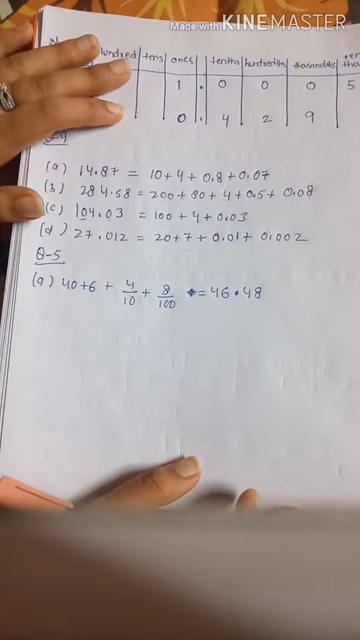 Made with KINEMASTER
hundred tens ones . tenths hundredths thasandths
1 . 0 0 0 5
0 . 4 2 9
(a) 14.87 = 10+4+0.8+0.07
(b) 284.58 = 200+80+4+0.5+0.08
(c) 104.03 = 100+4+0.03
(d) 27.012 = 20+7+0.01+0.002
Q-5
(a) 40+6+ 4/10 + 8/100 = 46.48